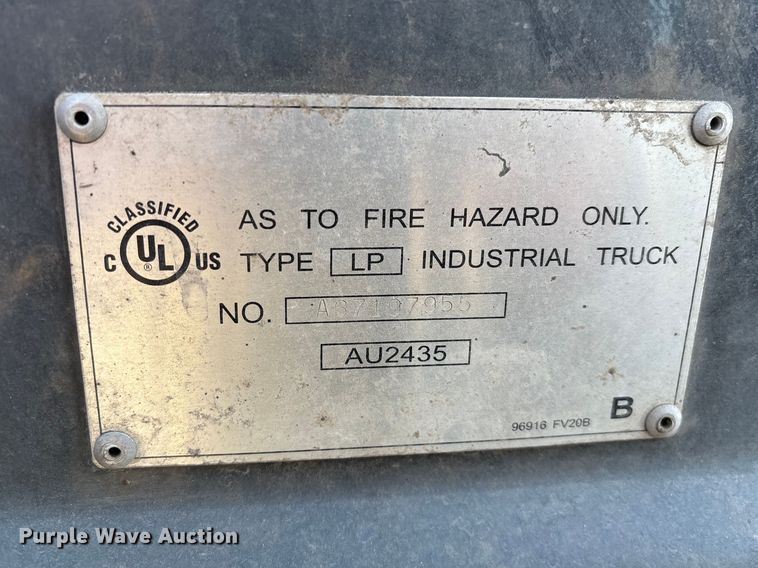 CLASSIFIED
C UL ® US
AS TO FIRE HAZARD ONLY.
TYPE LP INDUSTRIAL TRUCK
NO. A37197955
AU2435
96916 FV20B B
Purple Wave Auction